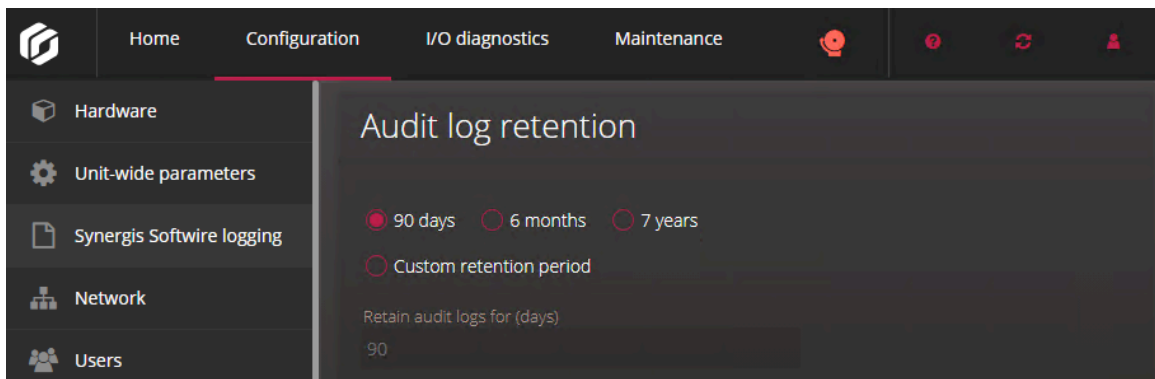 Home Configuration I/O diagnostics Maintenance
Hardware
Unit-wide parameters
Synergis Softwire logging
Network
Users
Audit log retention
90 days 6 months 7 years
Custom retention period
Retain audit logs for (days)
90